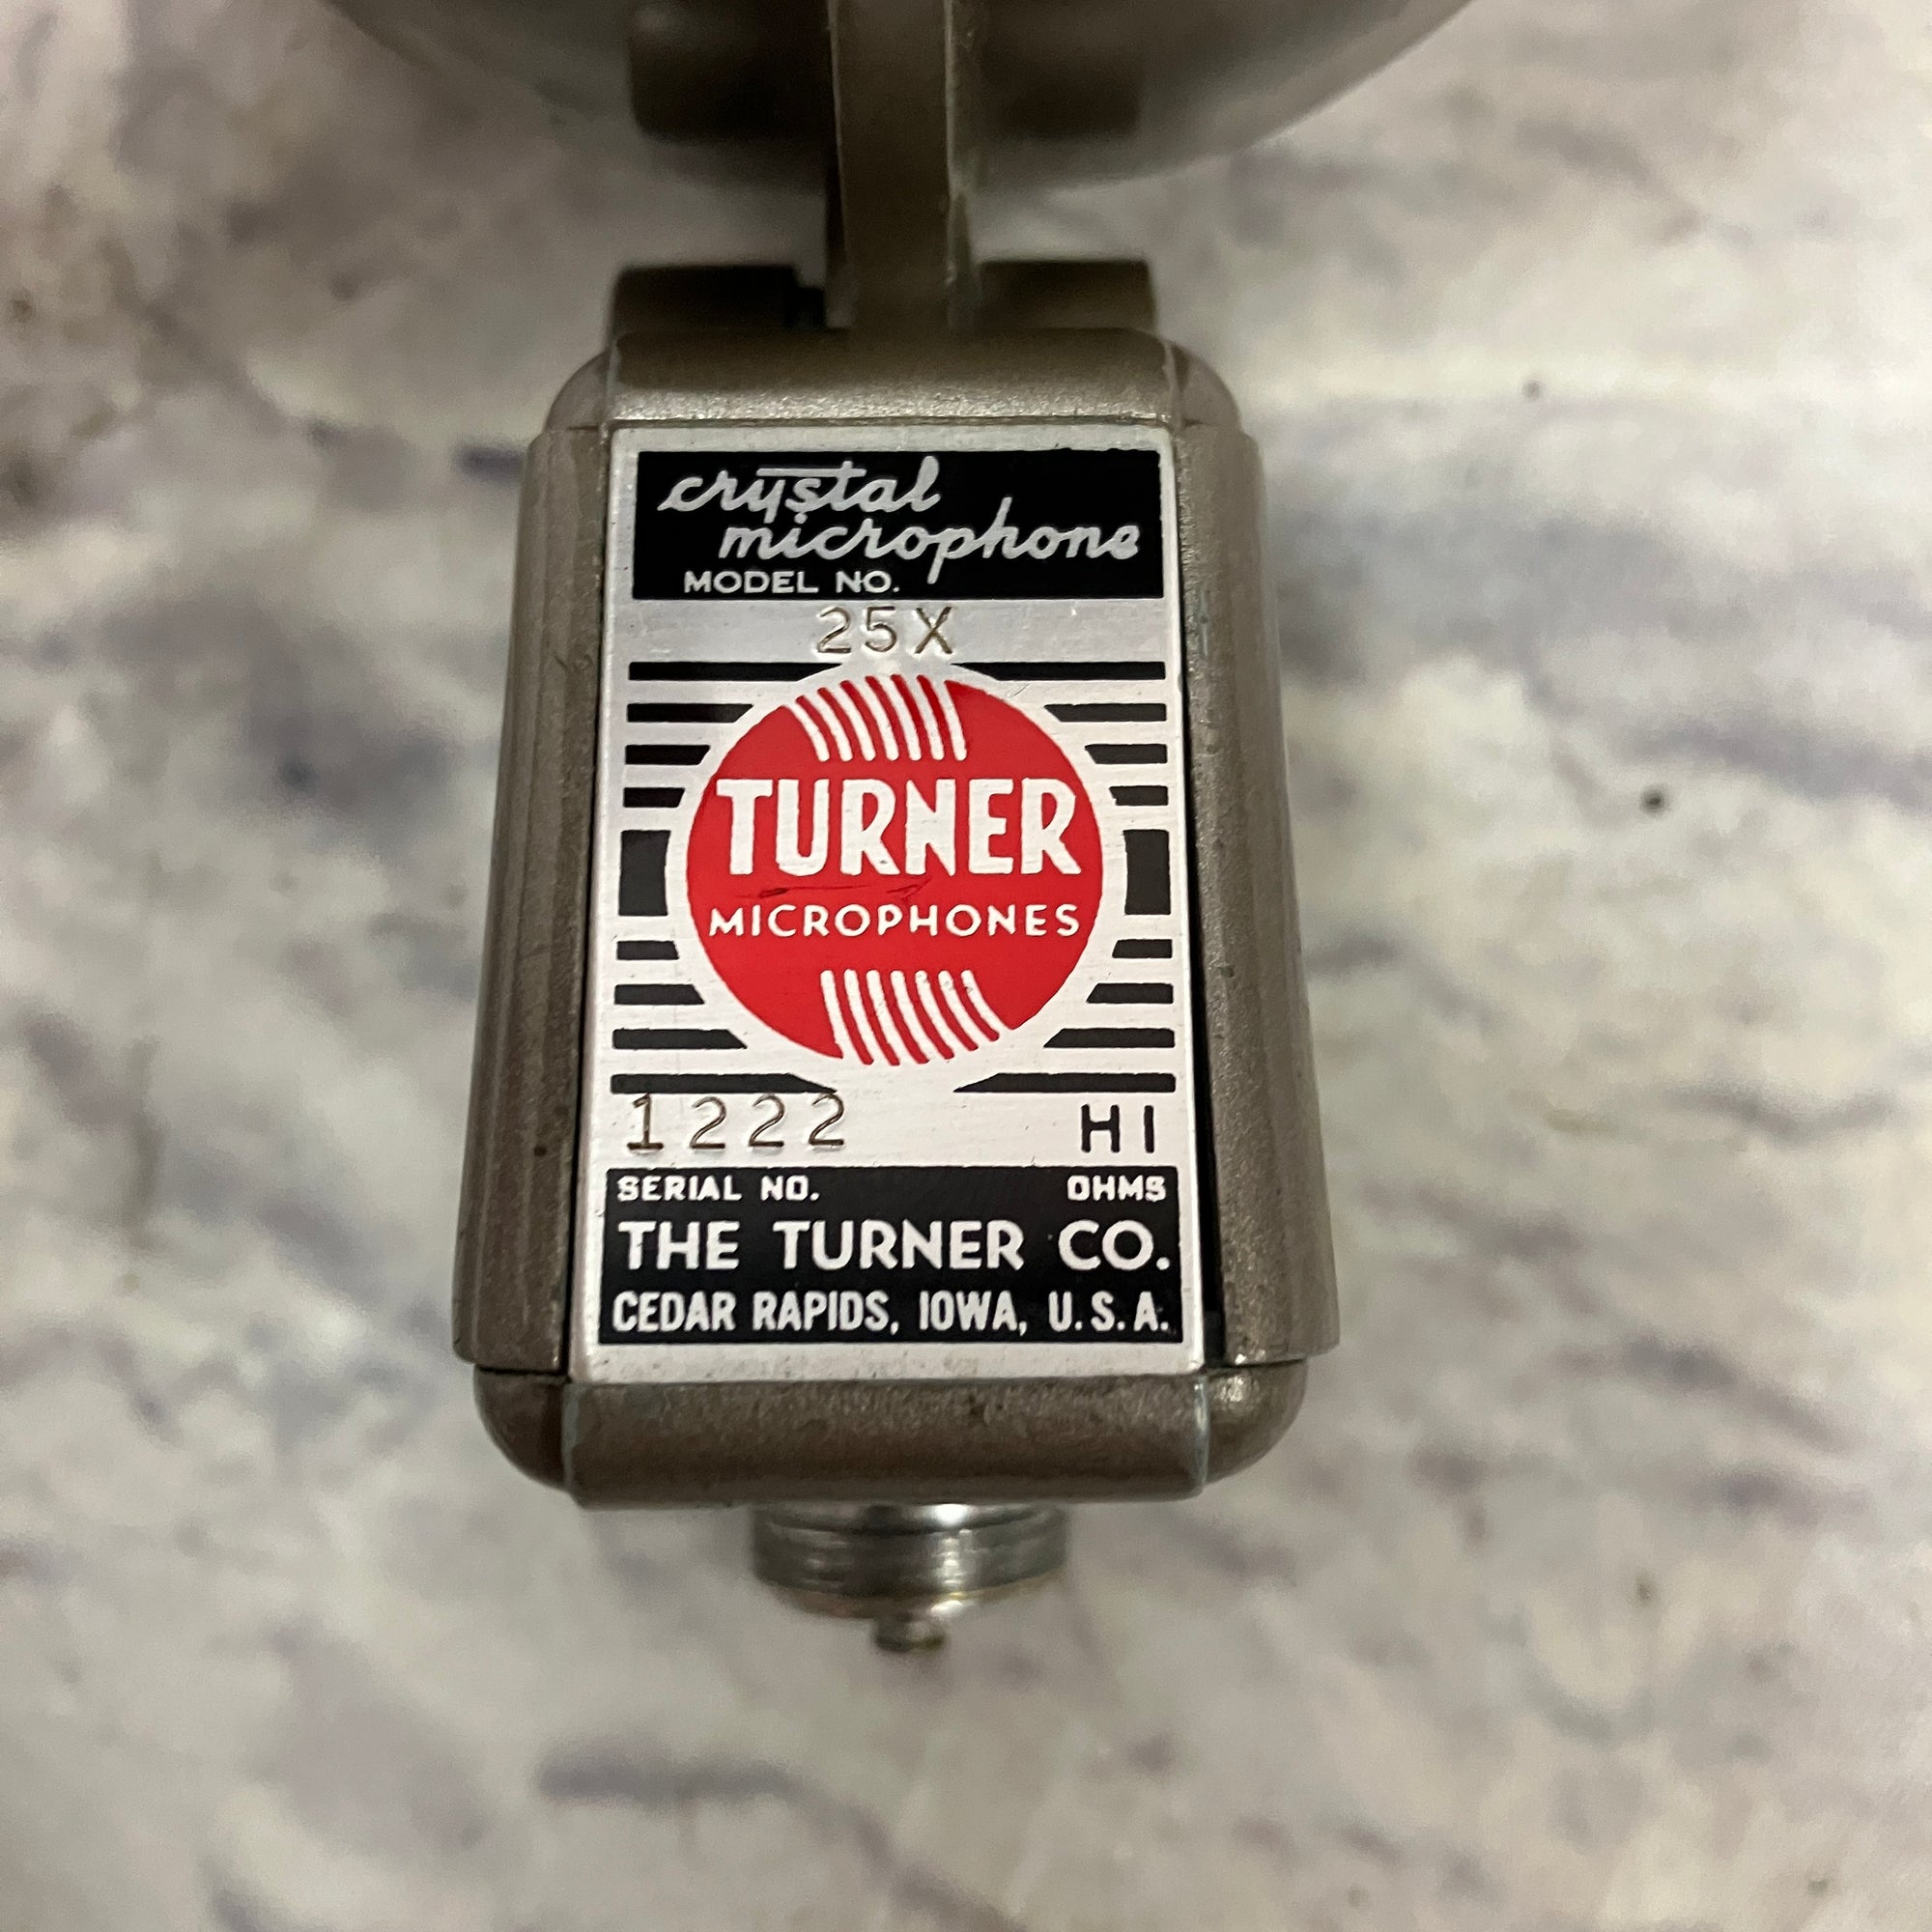 crystal
microphone
MODEL NO.
25X
TURNER
MICROPHONES
1222 HI
SERIAL NO. OHMS
THE TURNER CO.
CEDAR RAPIDS, IOWA, U.S.A.